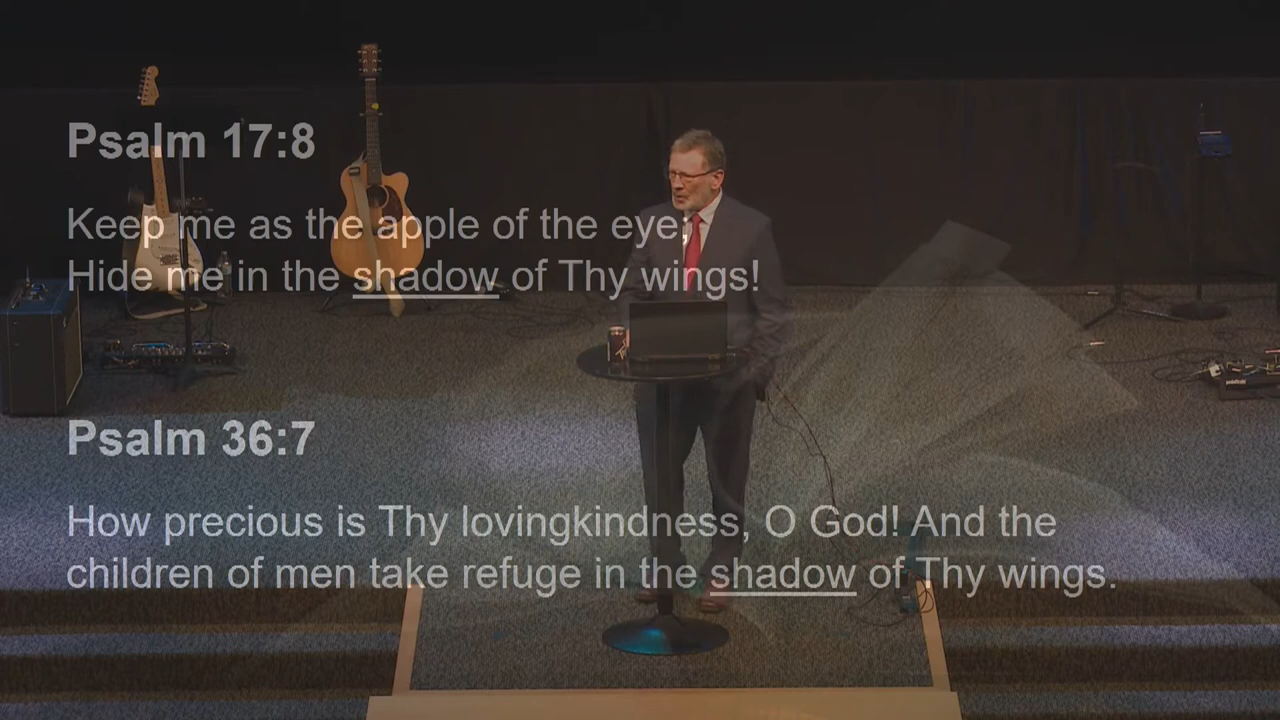 Psalm 17:8
Keep me as the apple of the eye;
Hide me in the shadow of Thy wings!
Psalm 36:7
How precious is Thy lovingkindness, O God! And the
children of men take refuge in the shadow of Thy wings.